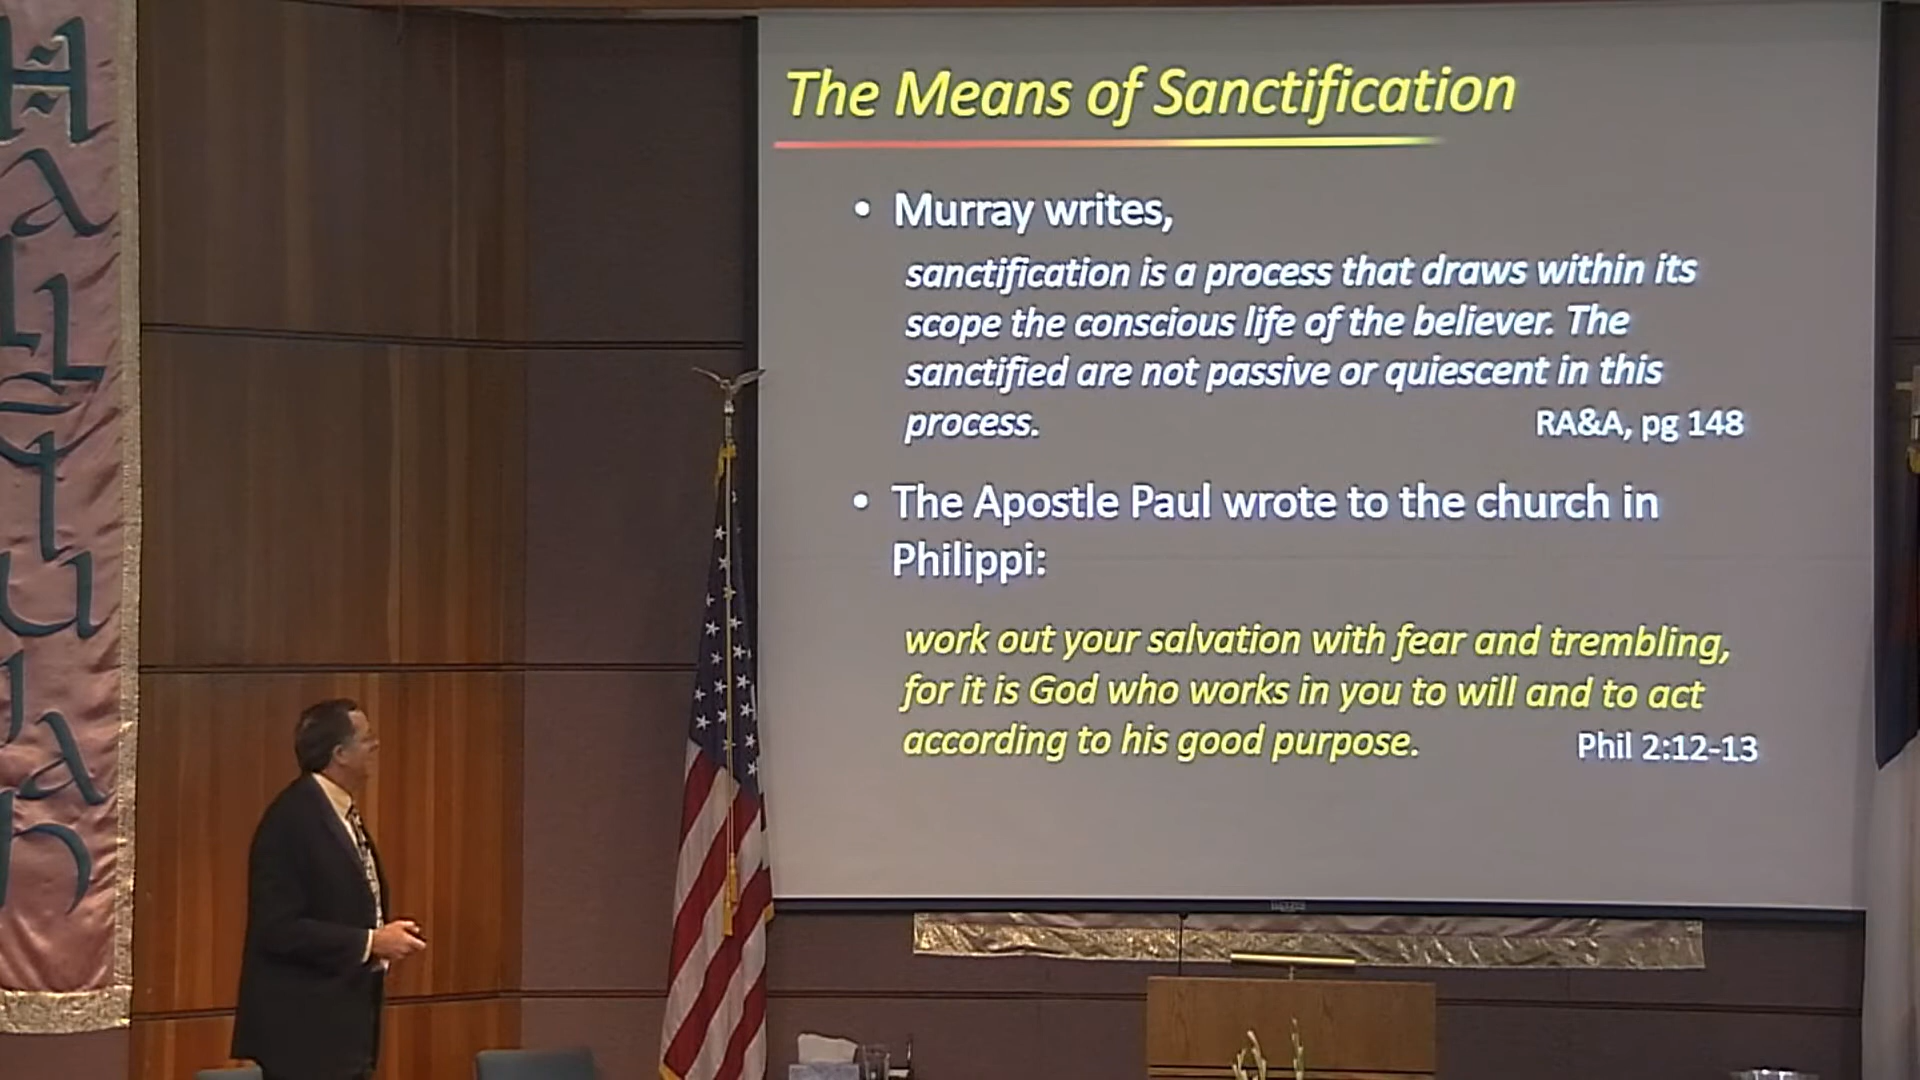 The Means of Sanctification
• Murray writes,
sanctification is a process that draws within its
scope the conscious life of the believer. The
sanctified are not passive or quiescent in this
process. RA&A, pg 148
• The Apostle Paul wrote to the church in
Philippi:
work out your salvation with fear and trembling,
for it is God who works in you to will and to act
according to his good purpose. Phil 2:12-13
Hallelujah